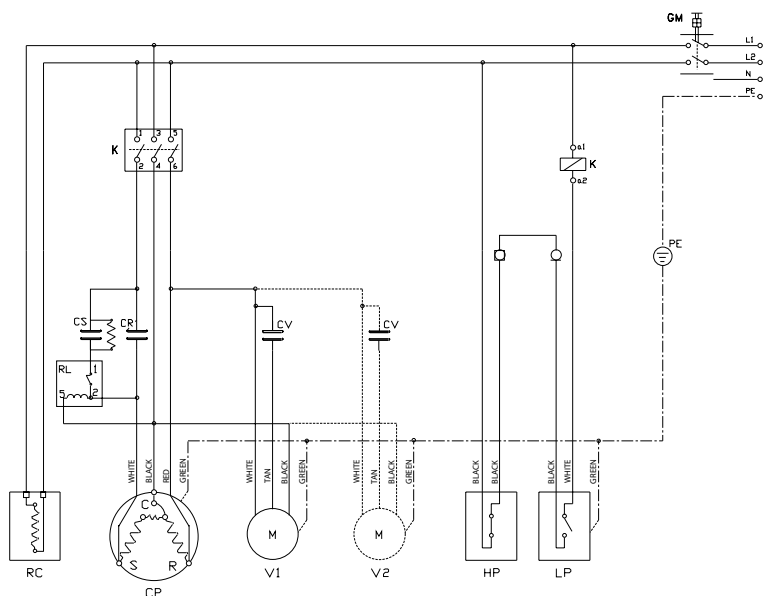 GM
L1
L2
N
PE
1 3 5
K
2 4 6
a1
K
a2
PE
CS
CR
CV
CV
RL
1
5
2
WHITE
BLACK
RED
GREEN
WHITE
TAN
BLACK
GREEN
WHITE
TAN
BLACK
GREEN
BLACK
BLACK
BLACK
WHITE
GREEN
C
S
R
M
M
RC
CP
V1
V2
HP
LP